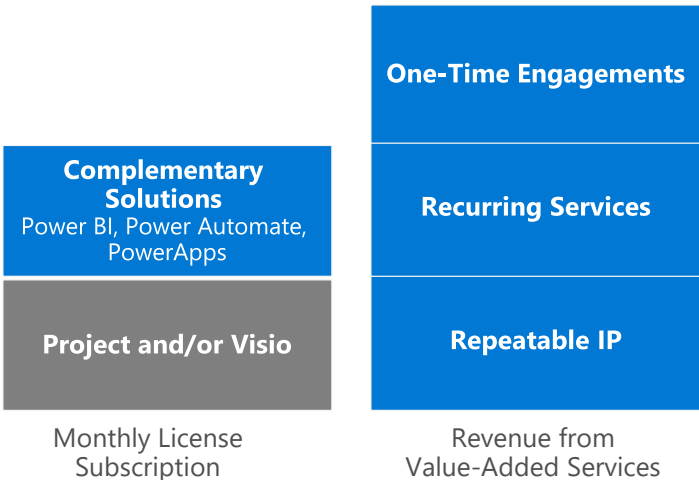 Complementary
Solutions
Power BI, Power Automate,
PowerApps
Project and/or Visio
Monthly License
Subscription
One-Time Engagements
Recurring Services
Repeatable IP
Revenue from
Value-Added Services